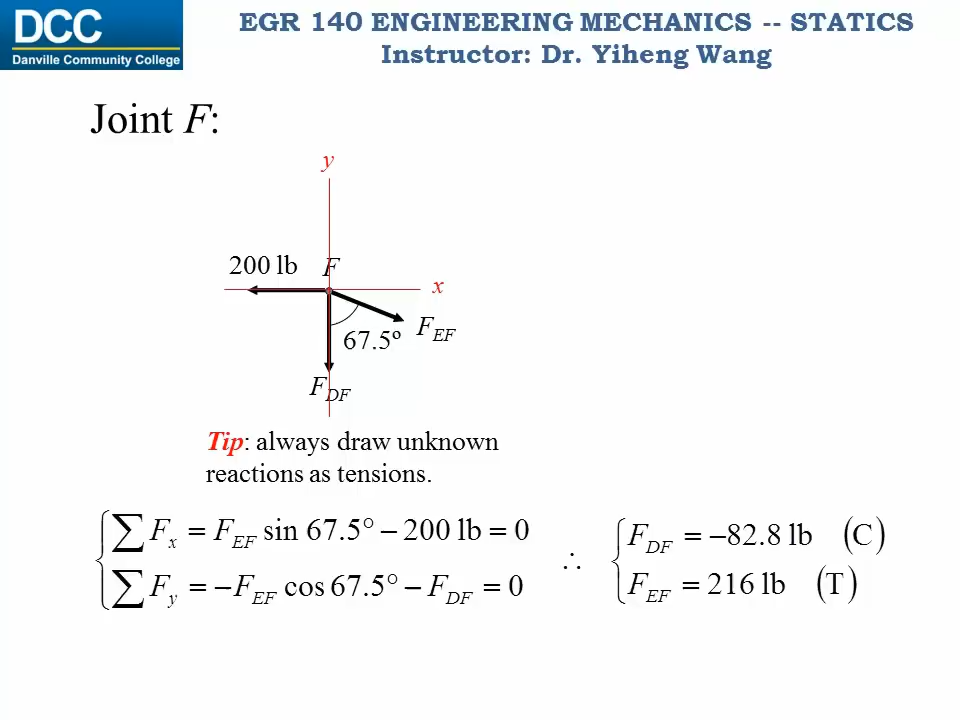 DCC
Danville Community College
EGR 140 ENGINEERING MECHANICS -- STATICS
Instructor: Dr. Yiheng Wang
Joint F:
y
200 lb
F
x
F_EF
67.5º
F_DF
Tip: always draw unknown
reactions as tensions.
∑ F_x = F_EF sin 67.5° − 200 lb = 0
∑ F_y = −F_EF cos 67.5° − F_DF = 0
∴
F_DF = −82.8 lb (C)
F_EF = 216 lb (T)